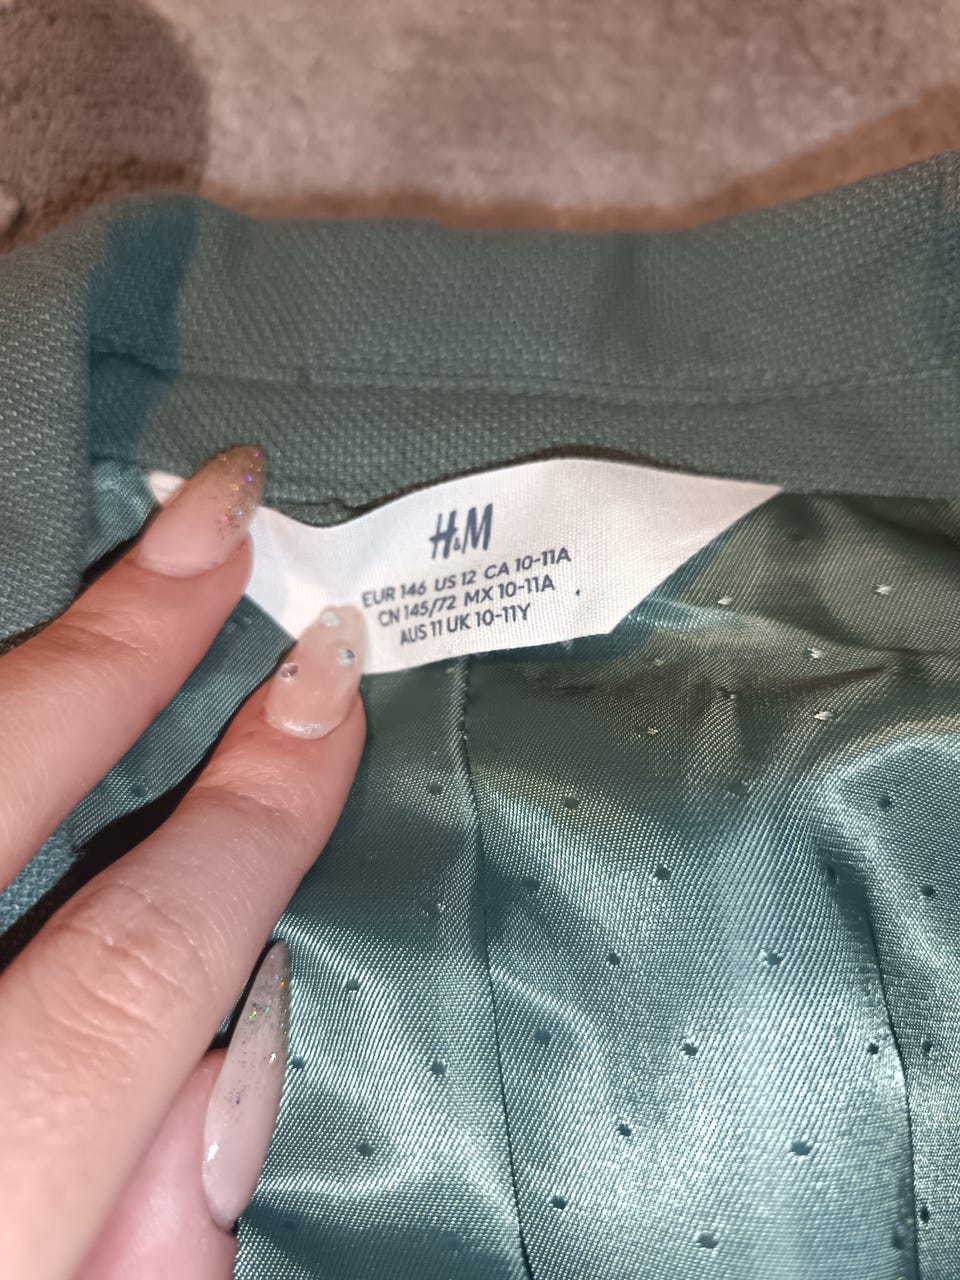 H&M
EUR 146 US 12 CA 10-11A
CN 145/72 MX 10-11A
AUS 11 UK 10-11Y